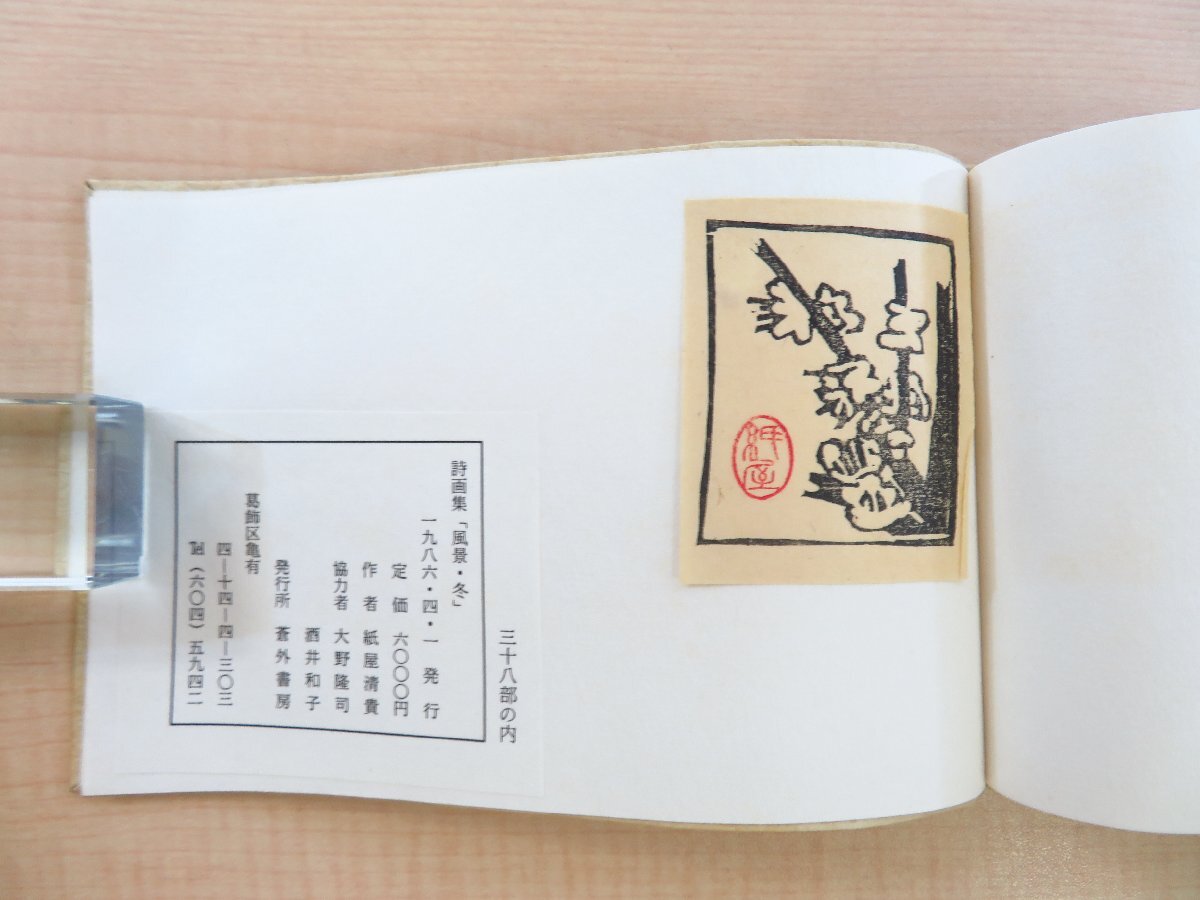 三十八部の内
詩画集「風景・冬」
一九八六・四・一 発行
定価 六〇〇〇円
作者 紙屋清貴
協力者 大野隆司
酒井和子
発行所 蒼外書房
葛飾区亀有
四―十四―四―三〇三
℡(六〇四)五九四二
紙屋